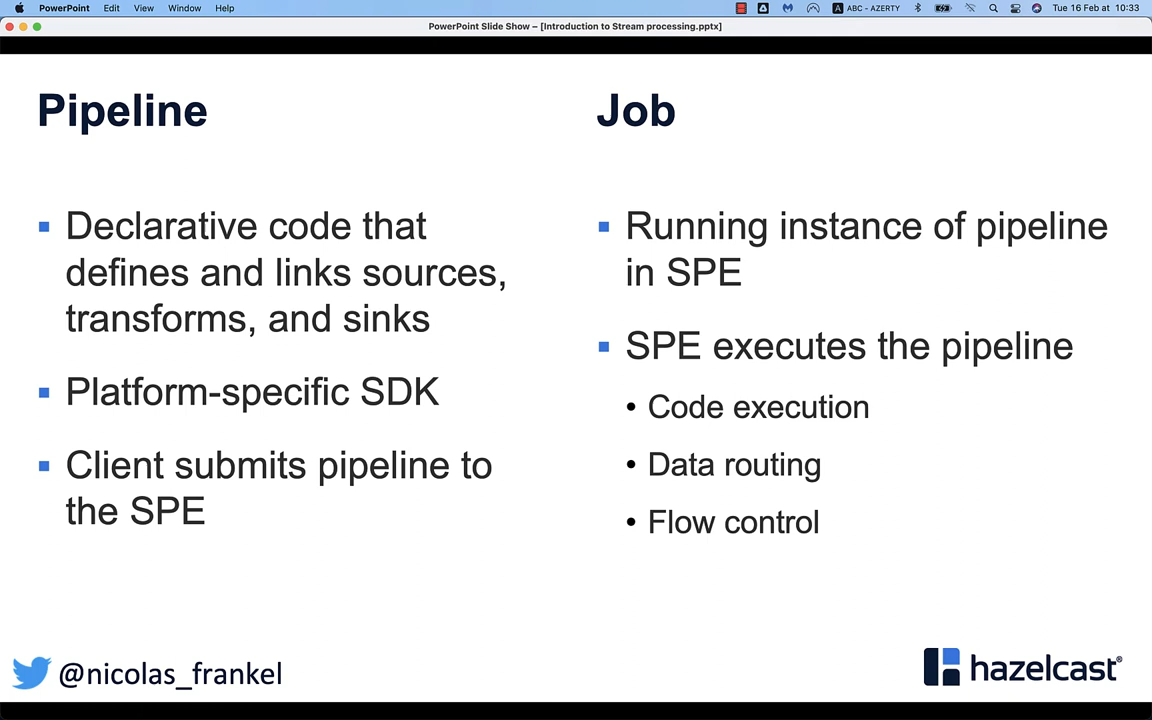 PowerPoint Edit View Window Help ABC - AZERTY Tue 16 Feb at 10:33
PowerPoint Slide Show – [Introduction to Stream processing.pptx]
Pipeline
Declarative code that
defines and links sources,
transforms, and sinks
Platform-specific SDK
Client submits pipeline to
the SPE
Job
Running instance of pipeline
in SPE
SPE executes the pipeline
Code execution
Data routing
Flow control
@nicolas_frankel
hazelcast®